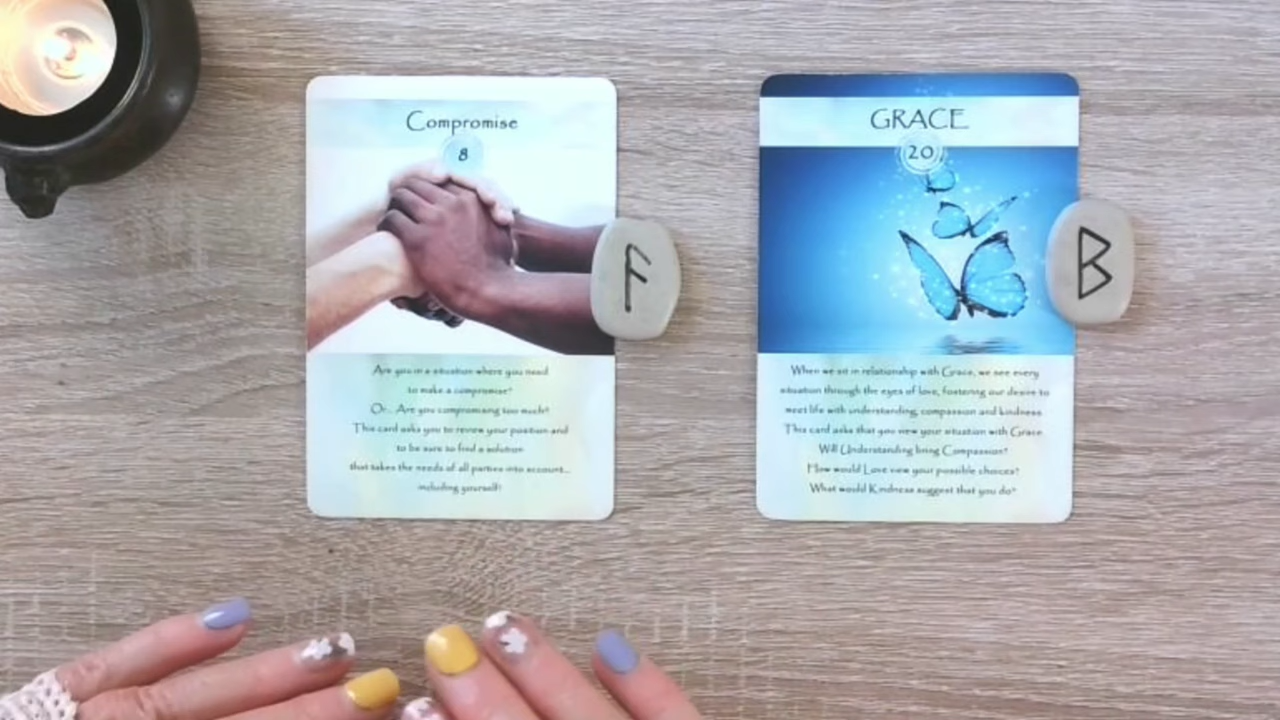 Compromise
8
Are you in a situation where you need
to make a compromise?
Or... Are you compromising too much?
This card asks you to review your position and
to be sure to find a solution
that takes the needs of all parties into account...
including yourself!
ᚨ
GRACE
20
When we sit in relationship with Grace, we see every
situation through the eyes of love, fostering our desire to
meet life with understanding, compassion and kindness.
This card asks that you view your situation with Grace.
Will Understanding bring Compassion?
How would Love view your possible choices?
What would Kindness suggest that you do?
ᛒ